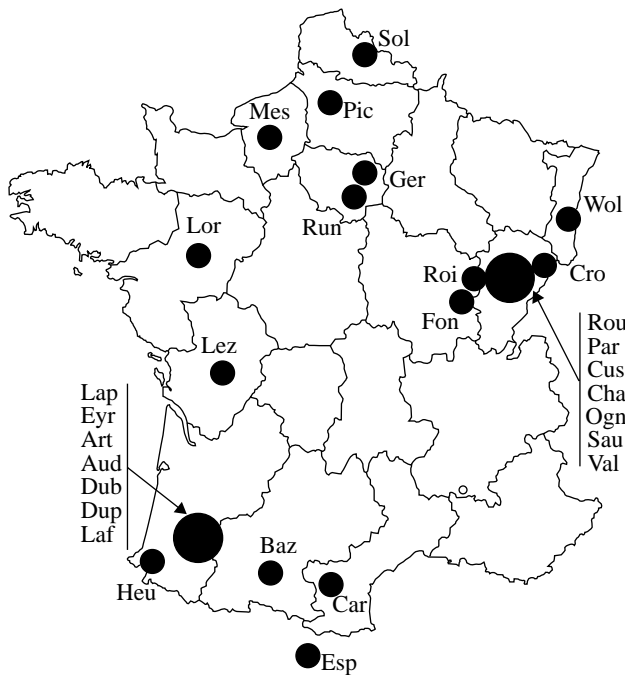 Sol
Mes
Pic
Ger
Run
Wol
Lor
Roi
Cro
Fon
Lez
Rou
Par
Cus
Cha
Ogn
Sau
Val
Lap
Eyr
Art
Aud
Dub
Dup
Laf
Baz
Heu
Car
Esp